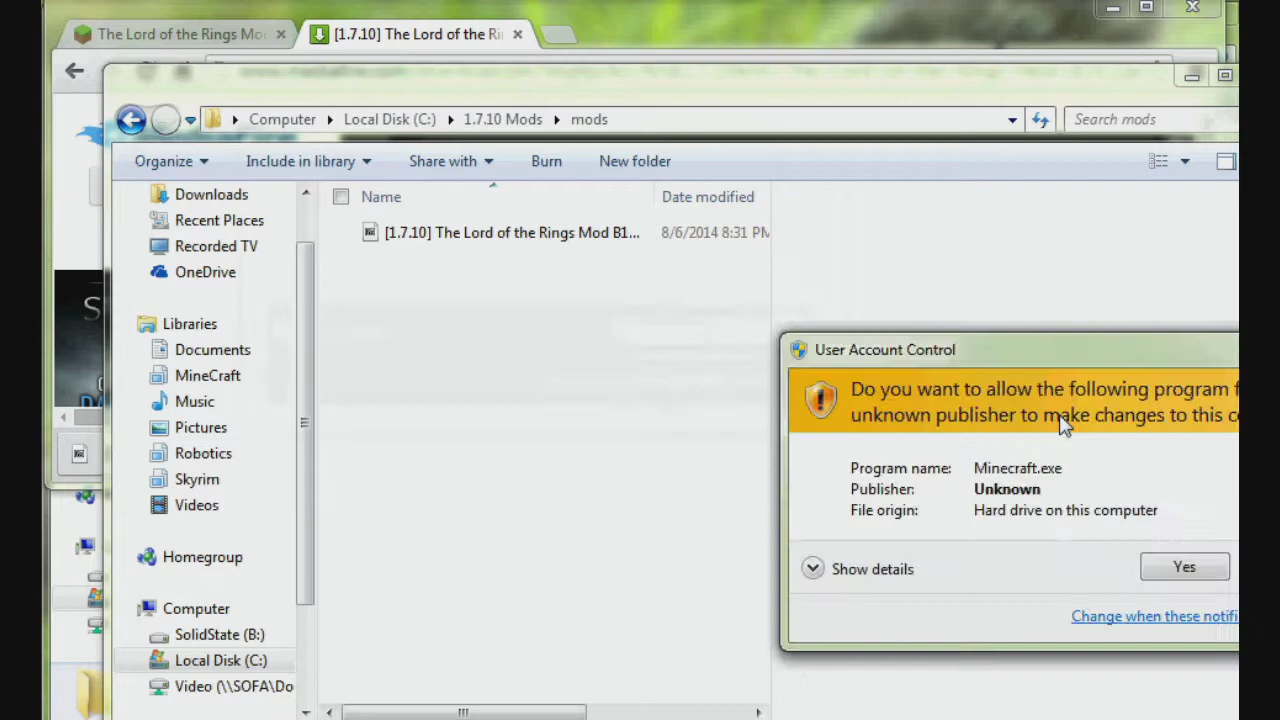 The Lord of the Rings Mo
[1.7.10] The Lord of the Ri
Computer
Local Disk (C:)
1.7.10 Mods
mods
Search mods
Organize
Include in library
Share with
Burn
New folder
Downloads
Recent Places
Recorded TV
OneDrive
Libraries
Documents
MineCraft
Music
Pictures
Robotics
Skyrim
Videos
Homegroup
Computer
SolidState (B:)
Local Disk (C:)
Video (\\SOFA\Do
Name
Date modified
[1.7.10] The Lord of the Rings Mod B1...
8/6/2014 8:31 PM
User Account Control
Do you want to allow the following program f
unknown publisher to make changes to this c
Program name: Minecraft.exe
Publisher: Unknown
File origin: Hard drive on this computer
Show details
Yes
Change when these notifi